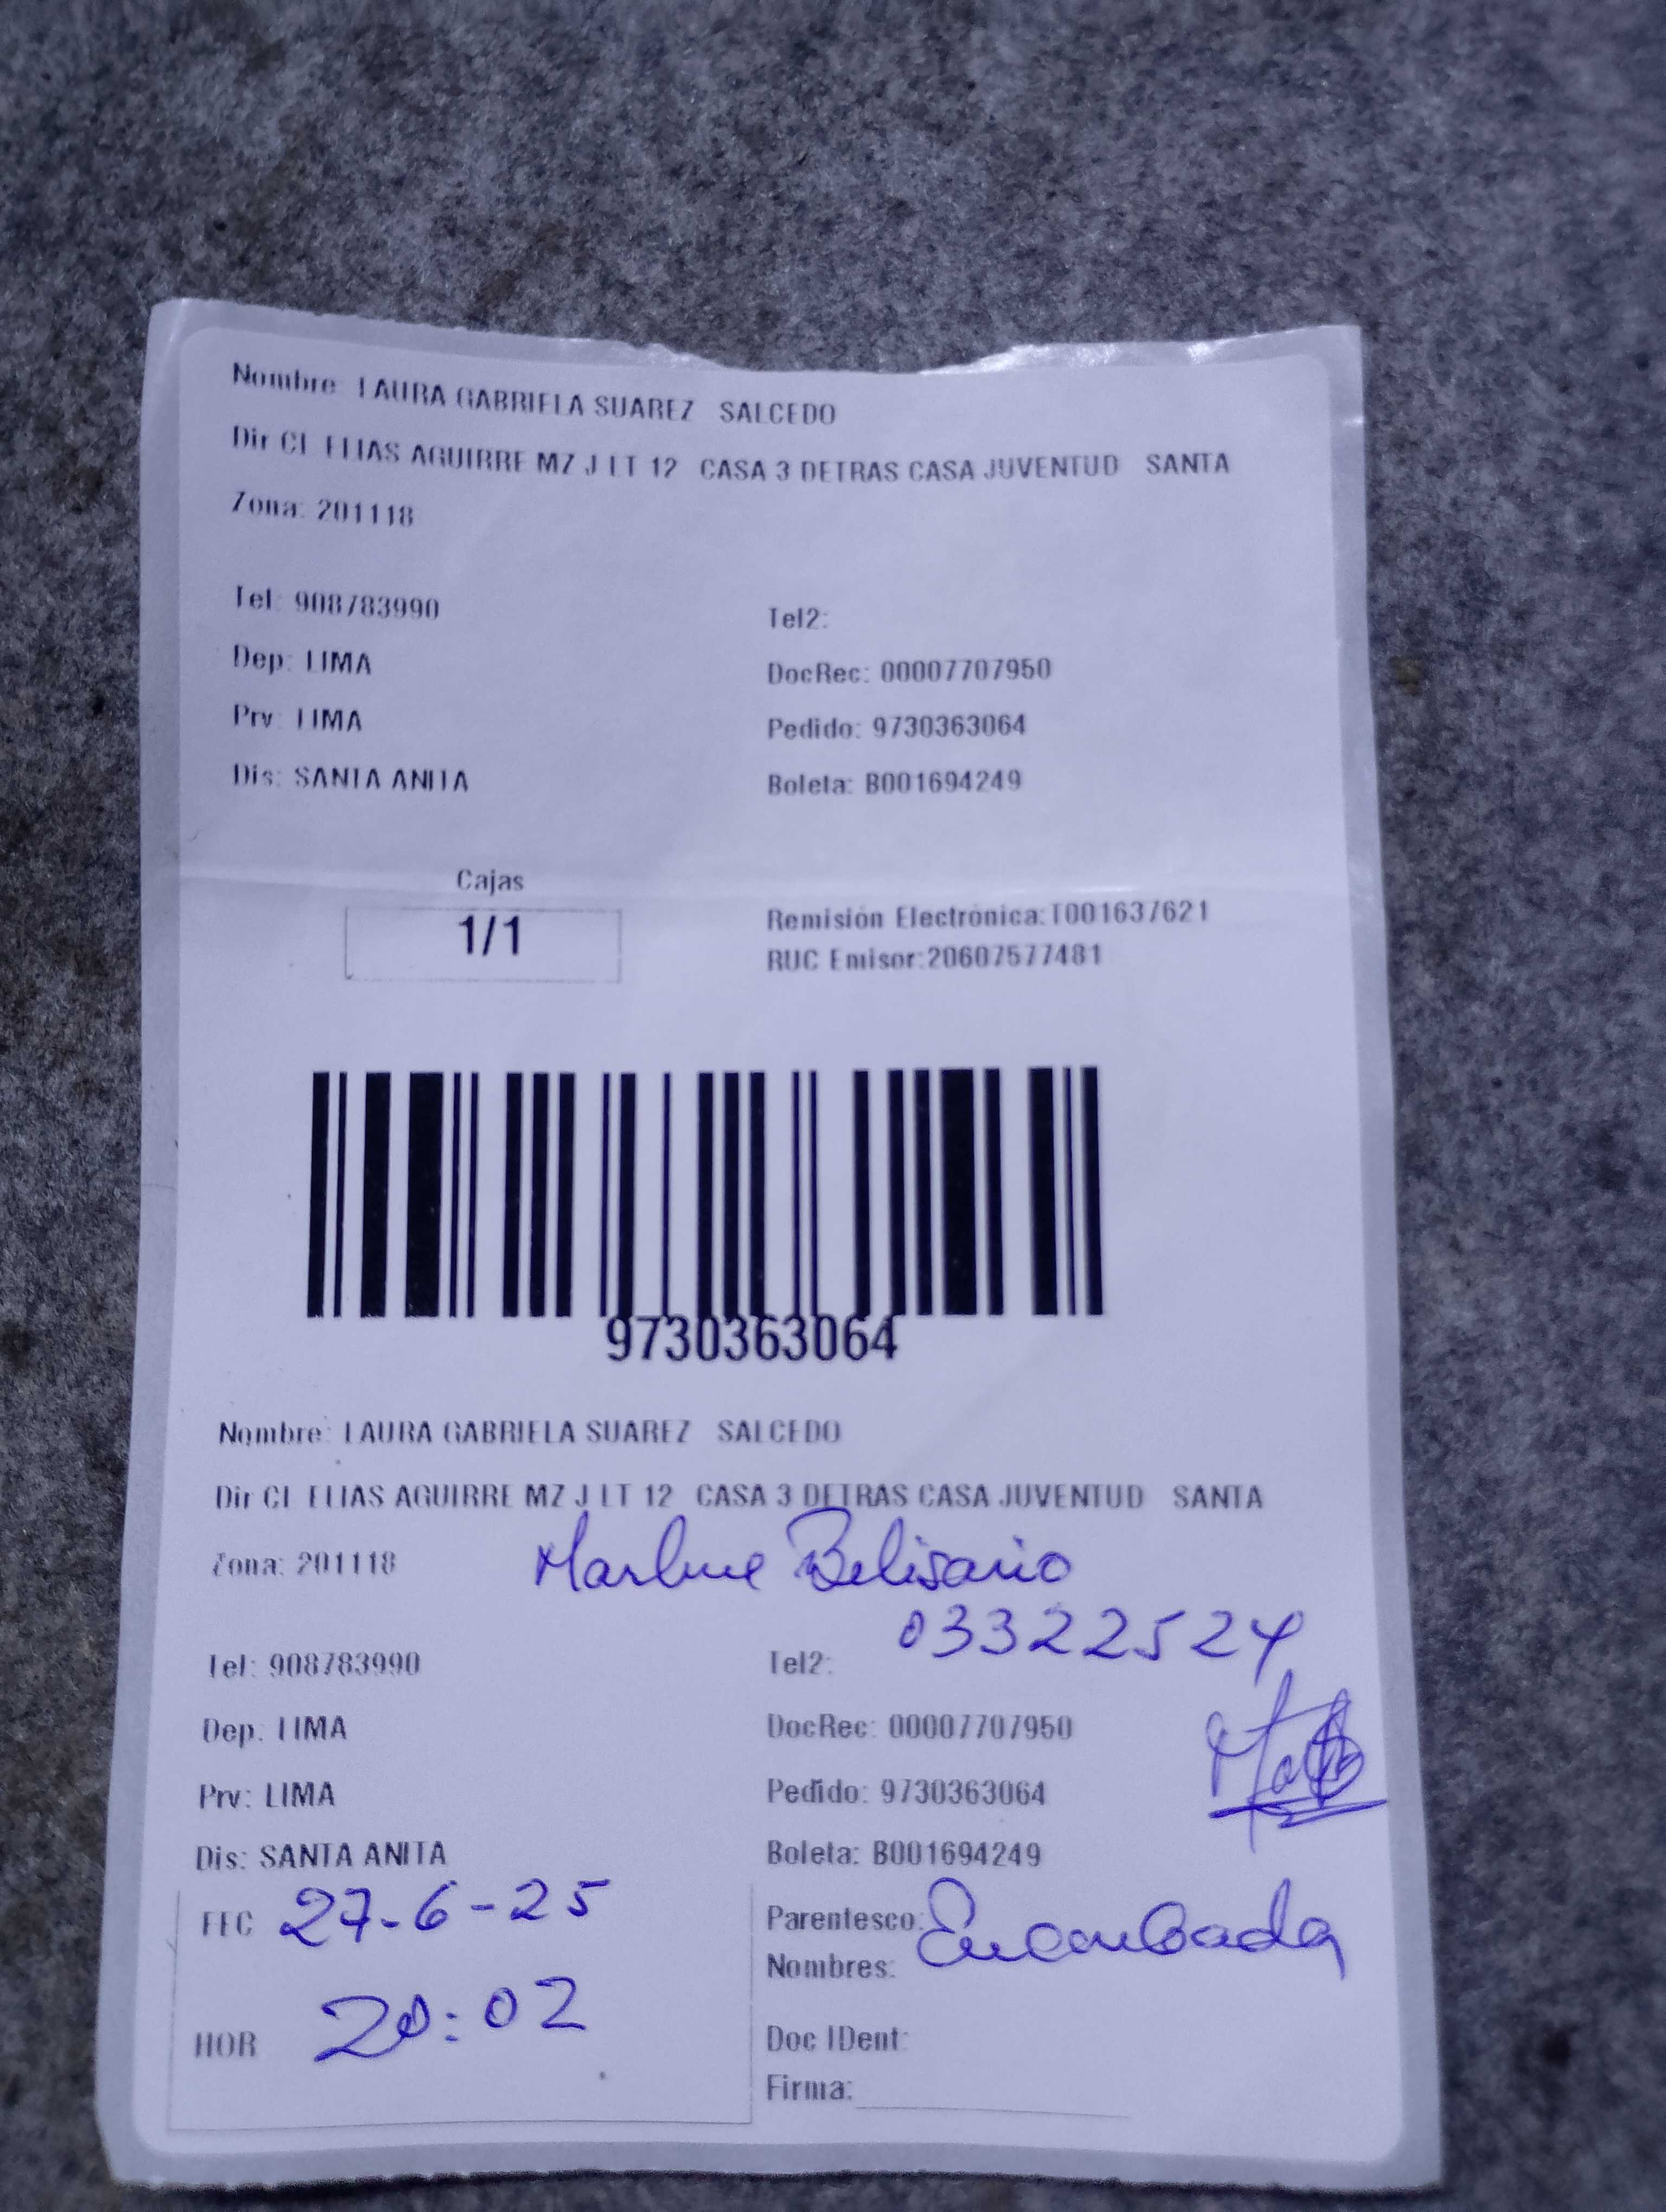 Nombre: LAURA GABRIELA SUAREZ SALCEDO
Dir CL ELIAS AGUIRRE MZ J LT 12 CASA 3 DETRAS CASA JUVENTUD SANTA
Zona: 201118
Tel: 908783990 Tel2:
Dep: LIMA DocRec: 00007707950
Prv: LIMA Pedido: 9730363064
Dis: SANTA ANITA Boleta: B001694249
Cajas
1/1
Remisión Electrónica:T001637621
RUC Emisor:20607577481
9730363064
Nombre: LAURA GABRIELA SUAREZ SALCEDO
Dir CL ELIAS AGUIRRE MZ J LT 12 CASA 3 DETRAS CASA JUVENTUD SANTA
Zona: 201118 Marlene Belisario
03322524
Tel: 908783990 Tel2:
Dep: LIMA DocRec: 00007707950
Prv: LIMA Pedido: 9730363064
Dis: SANTA ANITA Boleta: B001694249
FEC 27-6-25 Parentesco:
Nombres:
HOR 20:02
Doc IDent:
Firma: